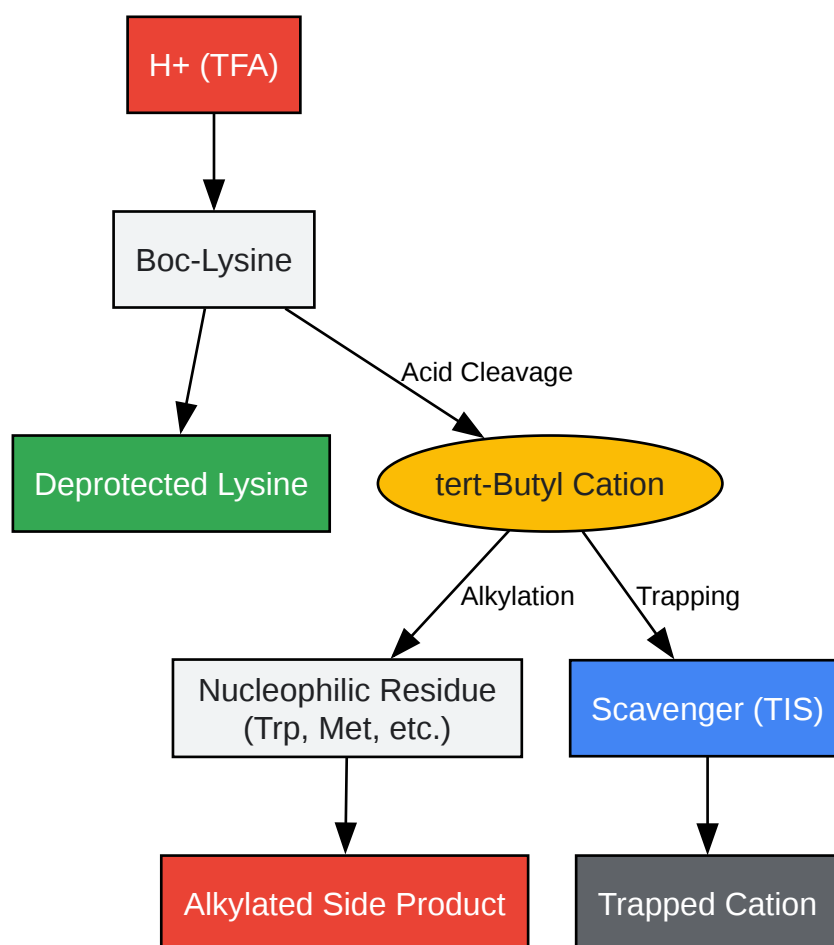 H+ (TFA)
Boc-Lysine
Acid Cleavage
Deprotected Lysine
tert-Butyl Cation
Alkylation
Trapping
Nucleophilic Residue
(Trp, Met, etc.)
Scavenger (TIS)
Alkylated Side Product
Trapped Cation